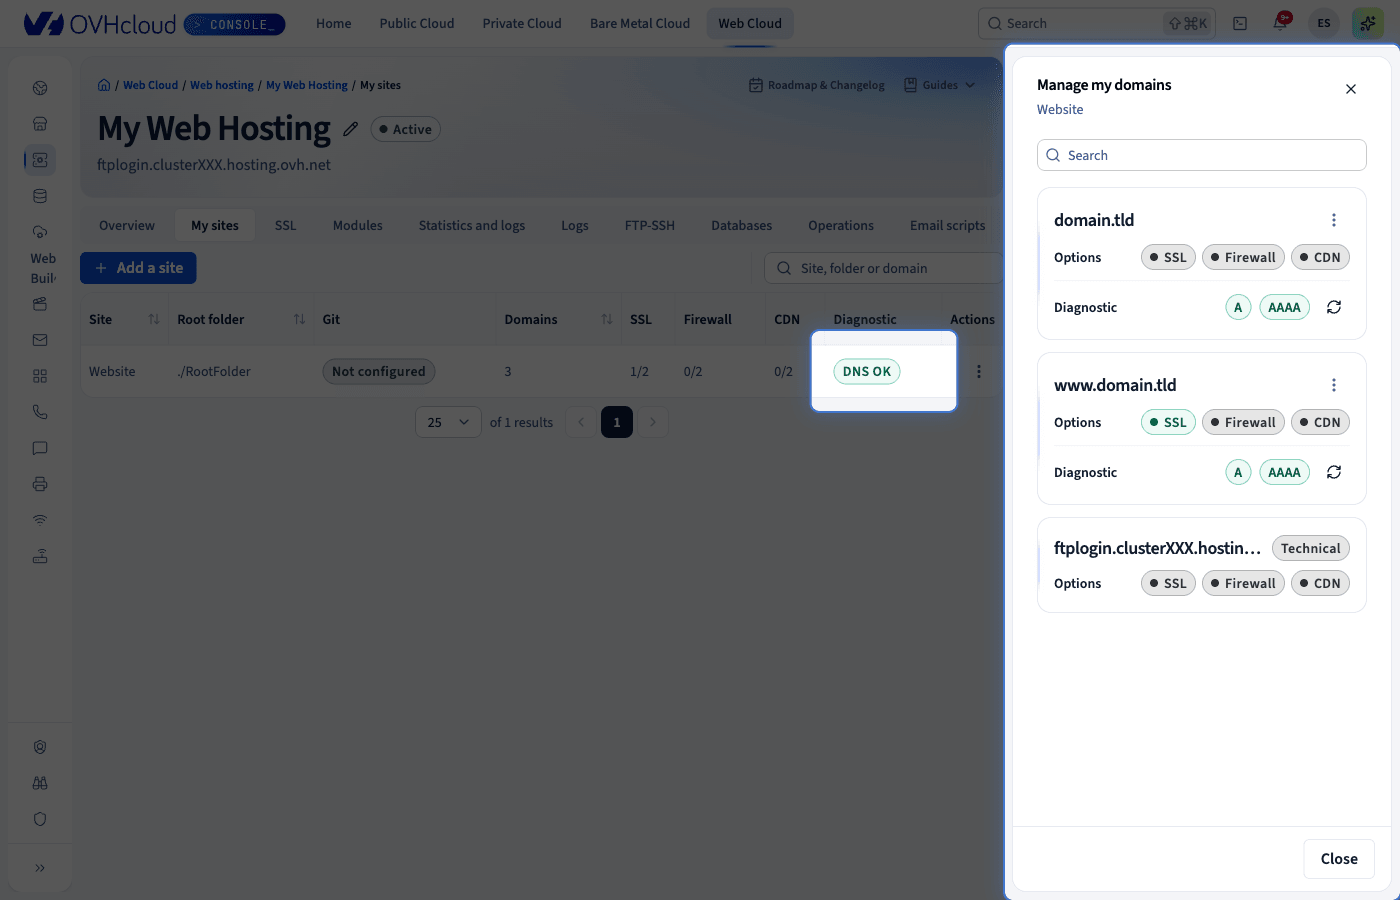 OVHcloud CONSOLE_ Home Public Cloud Private Cloud Bare Metal Cloud Web Cloud Search ⇧⌘K 9+ ES
/ Web Cloud / Web hosting / My Web Hosting / My sites Roadmap & Changelog Guides
My Web Hosting Active
ftplogin.clusterXXX.hosting.ovh.net
Overview My sites SSL Modules Statistics and logs Logs FTP-SSH Databases Operations Email scripts
Web
Buil
+ Add a site Site, folder or domain
Site Root folder Git Domains SSL Firewall CDN Diagnostic Actions
Website ./RootFolder Not configured 3 1/2 0/2 0/2 DNS OK
25 of 1 results 1
Manage my domains
Website
Search
domain.tld
Options SSL Firewall CDN
Diagnostic A AAAA
www.domain.tld
Options SSL Firewall CDN
Diagnostic A AAAA
ftplogin.clusterXXX.hostin... Technical
Options SSL Firewall CDN
Close